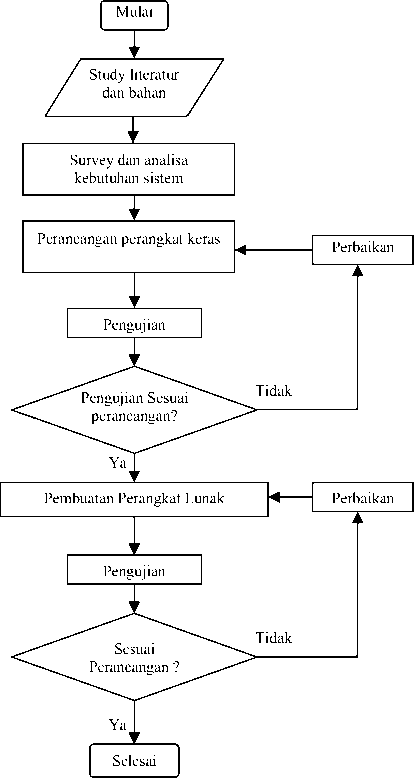 Mulai
Study literatur
dan bahan
Survey dan analisa
kebutuhan sistem
Perancangan perangkat keras
Perbaikan
Pengujian
Pengujian Sesuai
perancangan?
Tidak
Ya
Pembuatan Perangkat Lunak
Perbaikan
Pengujian
Sesuai
Perancangan ?
Tidak
Ya
Selesai